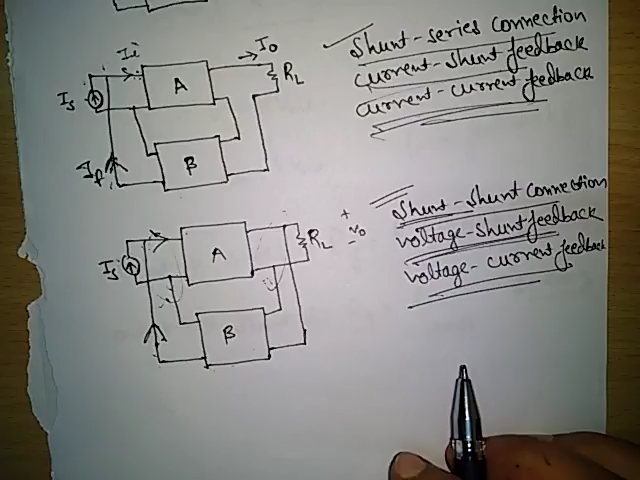 Shunt-series connection
current-shunt feedback
current-current feedback
Ii
Io
A
RL
Is
β
If
Shunt-shunt connection
voltage-shunt feedback
voltage-current feedback
+
Vo
-
RL
A
Is
β